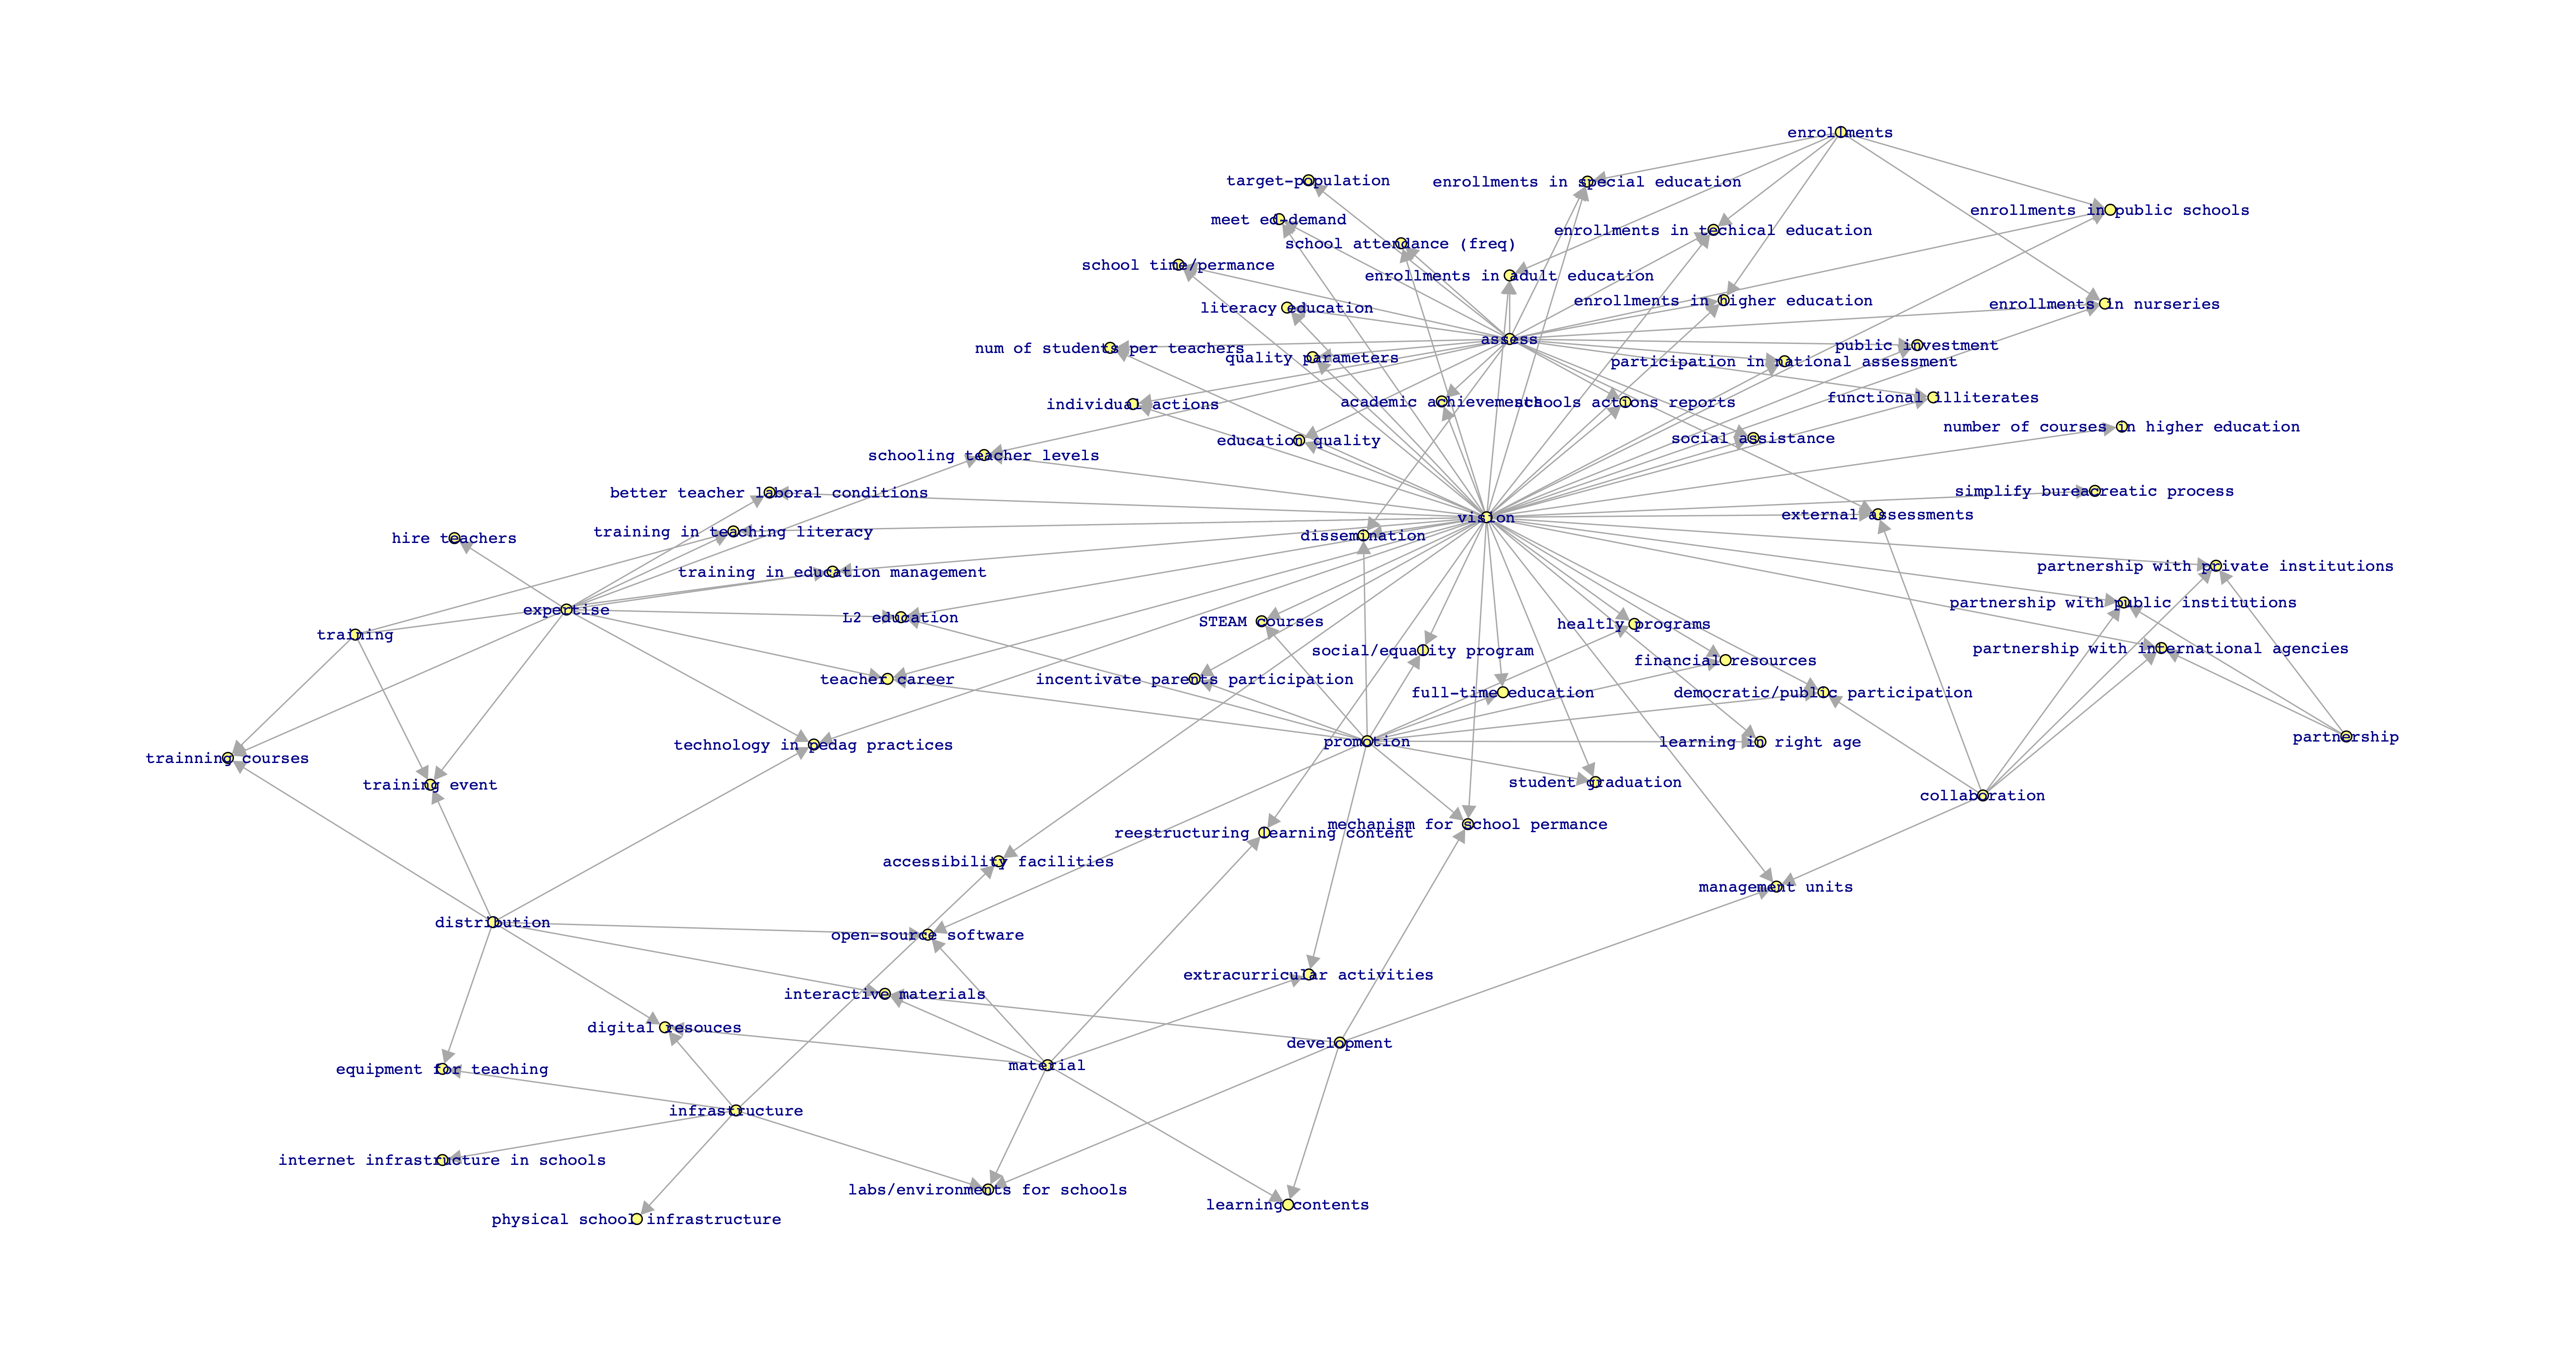 enrollments
target-population
enrollments in special education
enrollments in public schools
meet ed-demand
enrollments in techical education
school attendance (freq)
school time/permance
enrollments in adult education
enrollments in higher education
enrollments in nurseries
literacy education
assess
public investment
num of students per teachers
quality parameters
participation in national assessment
functional illiterates
individual actions
academic achievements
schools actions reports
number of courses in higher education
social assistance
education quality
schooling teacher levels
simplify bureacreatic process
better teacher laboral conditions
external assessments
vision
training in teaching literacy
dissemination
hire teachers
partnership with private institutions
training in education management
partnership with public institutions
expertise
L2 education
STEAM courses
healtly programs
training
partnership with international agencies
social/equality program
financial resources
teacher career
incentivate parents participation
full-time education
democratic/public participation
partnership
promotion
learning in right age
technology in pedag practices
trainning courses
student graduation
training event
collaboration
mechanism for school permance
reestructuring learning content
accessibility facilities
management units
distribution
open-source software
extracurricular activities
interactive materials
digital resouces
development
material
equipment for teaching
infrastructure
internet infrastructure in schools
labs/environments for schools
learning contents
physical school infrastructure